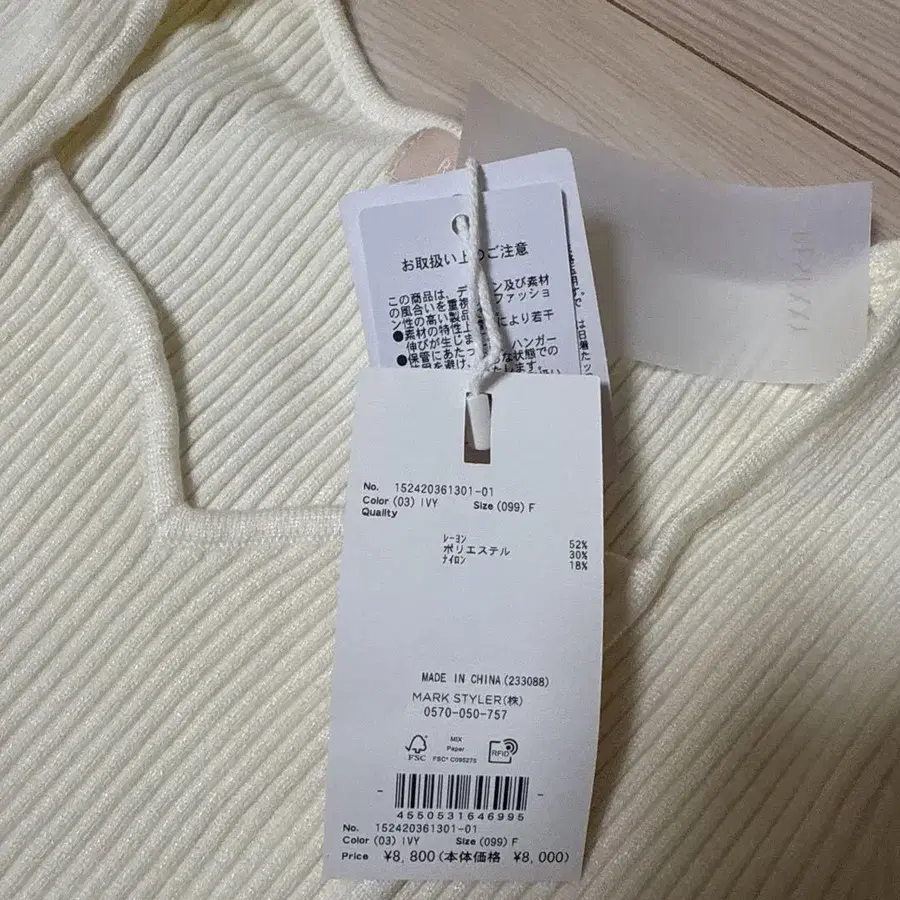 お取扱い上のご注意
この商品は、デ ン及び素材
の風合いを重視 ファッショ
ン性の高い製品 により若干
●素材の特性上
伸びが生じま ハンガー
●保管にあたっ な状態での
No. 152420361301-01
Color (03) IVY Size (099) F
Quality
ﾚｰﾖﾝ 52%
ポリエステル 30%
ﾅｲﾛﾝ 18%
MADE IN CHINA (233088)
MARK STYLER(株)
0570-050-757
FSC
MIX
Paper
FSC® C095275
RFID
4550531646995
No. 152420361301-01
Color (03) IVY Size (099) F
Price ¥8,800(本体価格 ¥8,000)